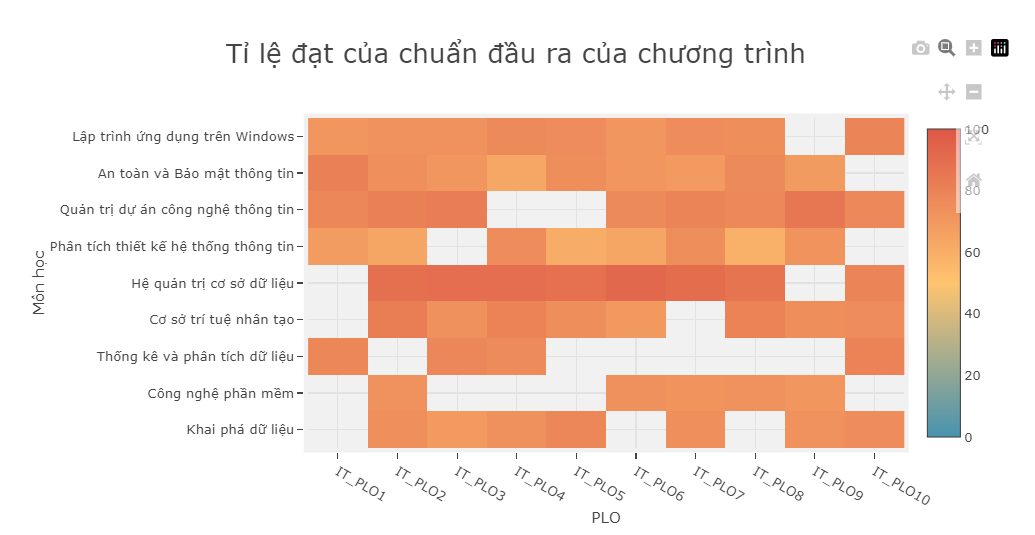 Tỉ lệ đạt của chuẩn đầu ra của chương trình
Môn học
Lập trình ứng dụng trên Windows
An toàn và Bảo mật thông tin
Quản trị dự án công nghệ thông tin
Phân tích thiết kế hệ thống thông tin
Hệ quản trị cơ sở dữ liệu
Cơ sở trí tuệ nhân tạo
Thống kê và phân tích dữ liệu
Công nghệ phần mềm
Khai phá dữ liệu
IT_PLO1
IT_PLO2
IT_PLO3
IT_PLO4
IT_PLO5
IT_PLO6
IT_PLO7
IT_PLO8
IT_PLO9
IT_PLO10
PLO
100
80
60
40
20
0